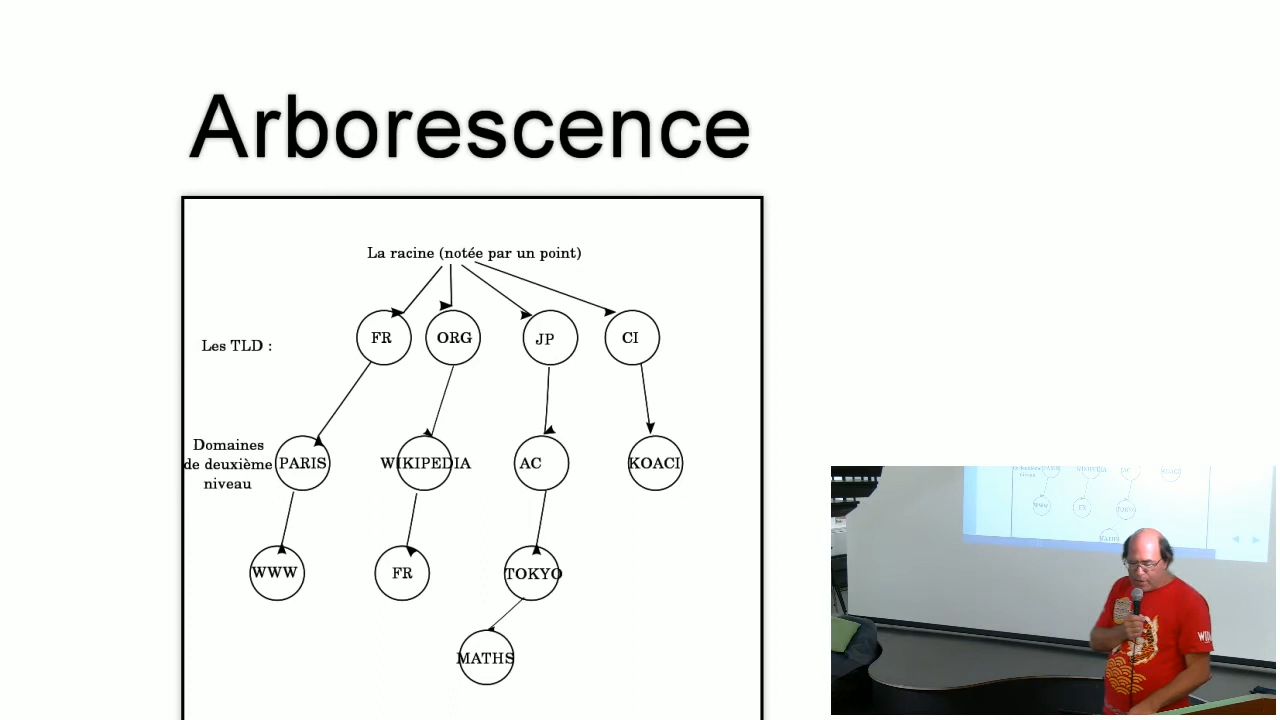 Arborescence
La racine (notée par un point)
Les TLD :
FR
ORG
JP
CI
Domaines
de deuxième
niveau
PARIS
WIKIPEDIA
AC
KOACI
WWW
FR
TOKYO
MATHS